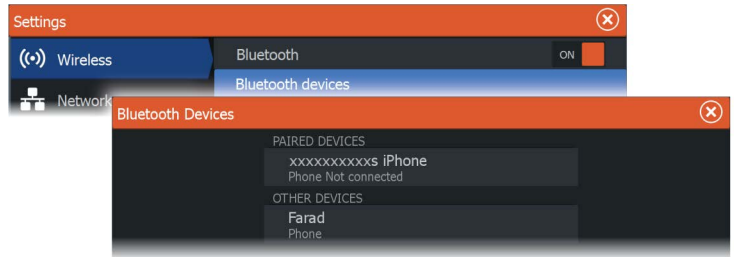 Settings
Wireless
Bluetooth
ON
Network
Bluetooth devices
Bluetooth Devices
PAIRED DEVICES
xxxxxxxxxxs iPhone
Phone Not connected
OTHER DEVICES
Farad
Phone